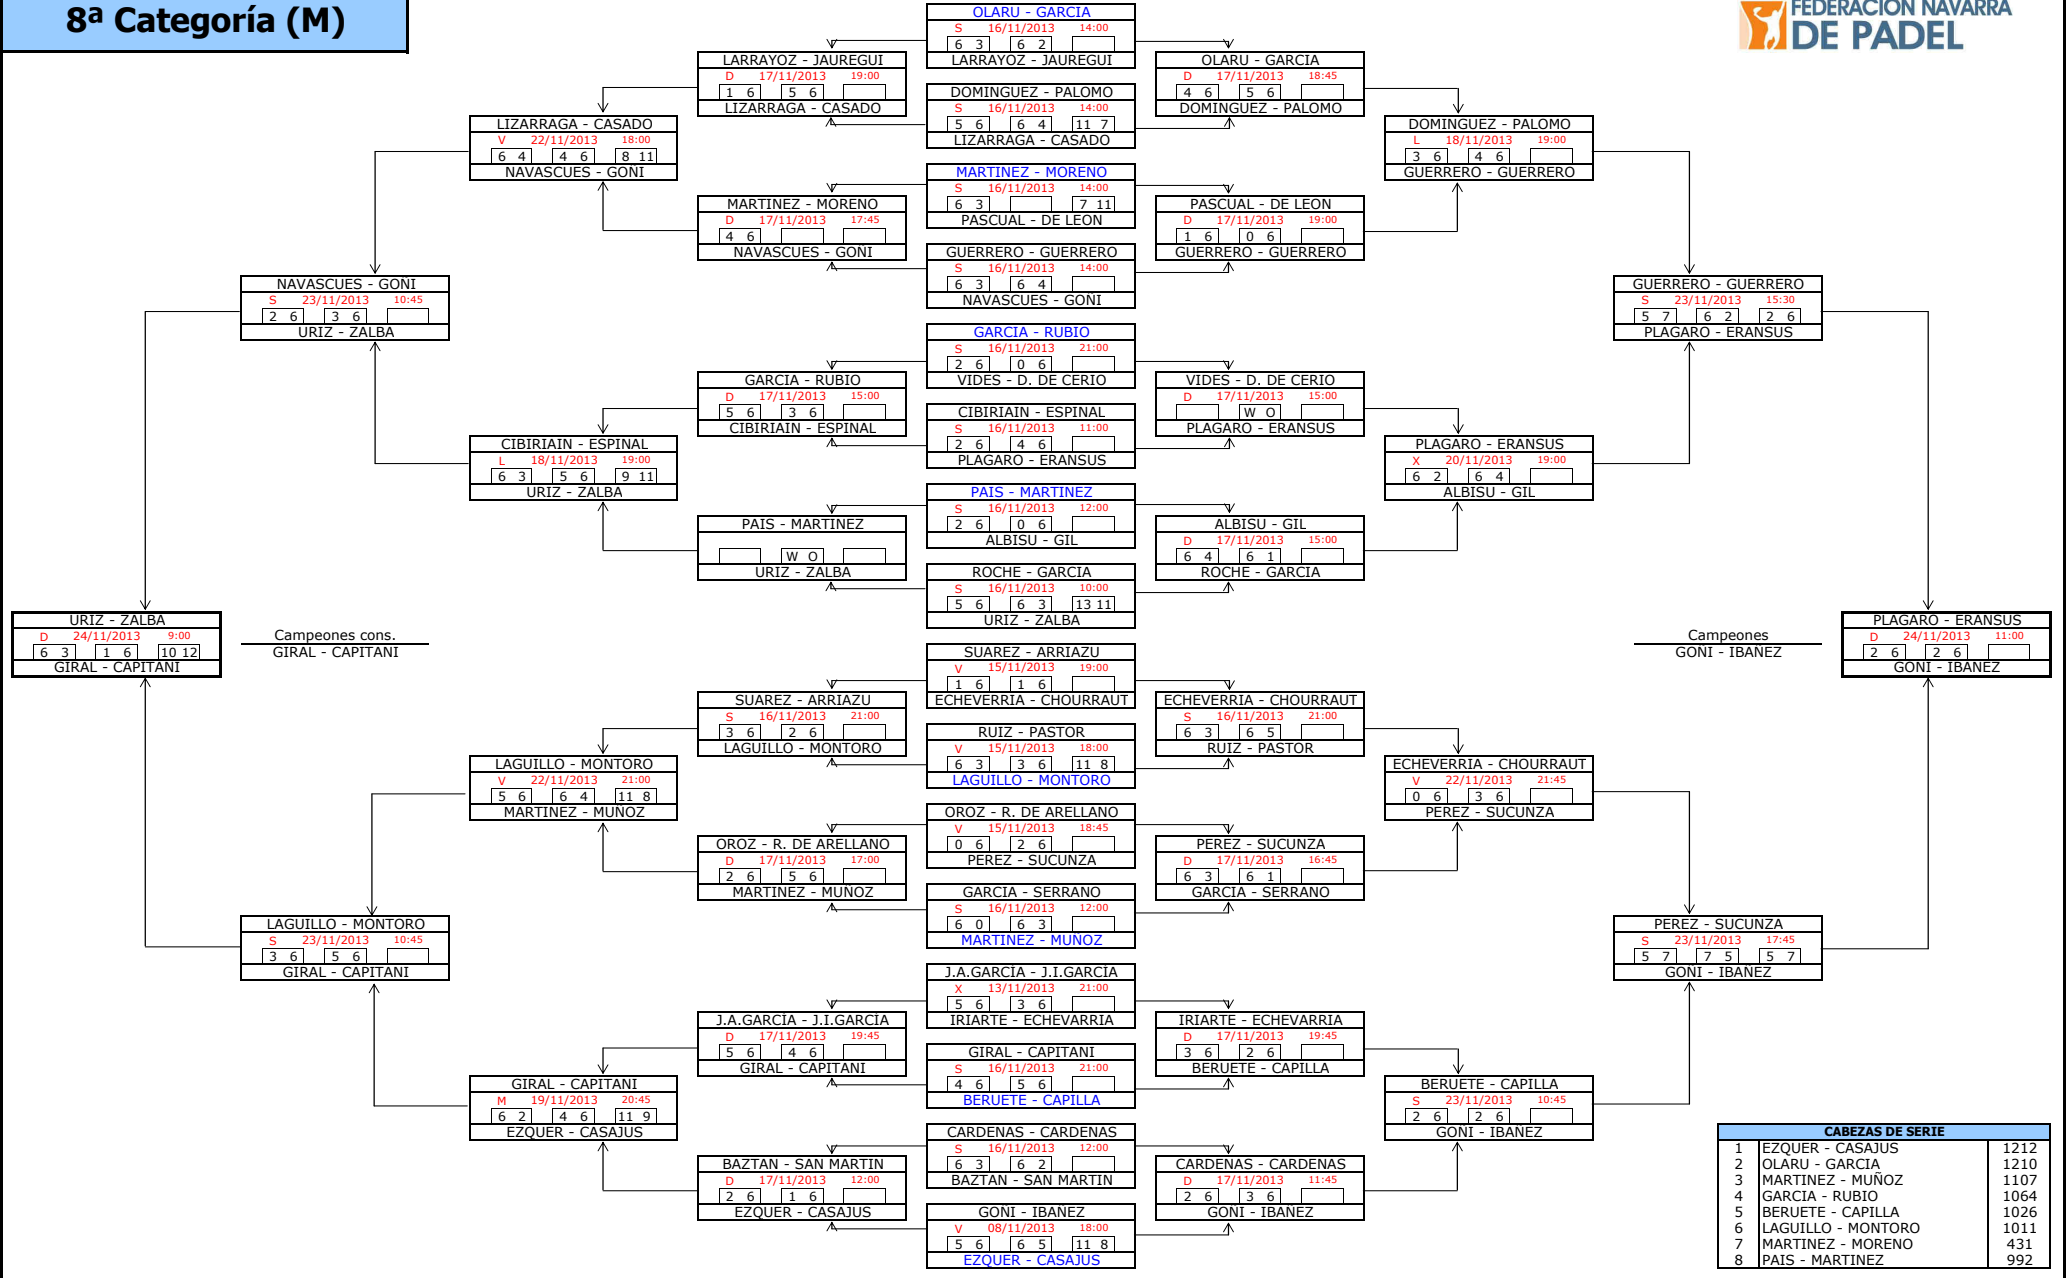 8ª Categoría (M)
FEDERACION NAVARRA
DE PADEL
URIZ - ZALBA
D 24/11/2013 9:00
6 3 1 6 10 12
GIRAL - CAPITANI
Campeones cons.
GIRAL - CAPITANI
NAVASCUES - GOÑI
S 23/11/2013 10:45
2 6 3 6
URIZ - ZALBA
LAGUILLO - MONTORO
S 23/11/2013 10:45
3 6 5 6
GIRAL - CAPITANI
LIZARRAGA - CASADO
V 22/11/2013 18:00
6 4 4 6 8 11
NAVASCUES - GOÑI
CIBIRIAIN - ESPINAL
L 18/11/2013 19:00
6 3 5 6 9 11
URIZ - ZALBA
LAGUILLO - MONTORO
V 22/11/2013 21:00
5 6 6 4 11 8
MARTINEZ - MUÑOZ
GIRAL - CAPITANI
M 19/11/2013 20:45
6 2 4 6 11 9
EZQUER - CASAJUS
LARRAYOZ - JAUREGUI
D 17/11/2013 19:00
1 6 5 6
LIZARRAGA - CASADO
MARTINEZ - MORENO
D 17/11/2013 17:45
4 6
NAVASCUES - GOÑI
GARCIA - RUBIO
D 17/11/2013 15:00
5 6 3 6
CIBIRIAIN - ESPINAL
PAIS - MARTINEZ
W O
URIZ - ZALBA
SUAREZ - ARRIAZU
S 16/11/2013 21:00
3 6 2 6
LAGUILLO - MONTORO
OROZ - R. DE ARELLANO
D 17/11/2013 17:00
2 6 5 6
MARTINEZ - MUÑOZ
J.A.GARCÍA - J.I.GARCÍA
D 17/11/2013 19:45
5 6 4 6
GIRAL - CAPITANI
BAZTAN - SAN MARTIN
D 17/11/2013 12:00
2 6 1 6
EZQUER - CASAJUS
OLARU - GARCIA
S 16/11/2013 14:00
6 3 6 2
LARRAYOZ - JAUREGUI
DOMINGUEZ - PALOMO
S 16/11/2013 14:00
5 6 6 4 11 7
LIZARRAGA - CASADO
MARTINEZ - MORENO
S 16/11/2013 14:00
6 3 7 11
PASCUAL - DE LEON
GUERRERO - GUERRERO
S 16/11/2013 14:00
6 3 6 4
NAVASCUES - GOÑI
GARCIA - RUBIO
S 16/11/2013 21:00
2 6 0 6
VIDES - D. DE CERIO
CIBIRIAIN - ESPINAL
S 16/11/2013 11:00
2 6 4 6
PLAGARO - ERANSUS
PAIS - MARTINEZ
S 16/11/2013 12:00
2 6 0 6
ALBISU - GIL
ROCHE - GARCIA
S 16/11/2013 10:00
5 6 6 3 13 11
URIZ - ZALBA
SUAREZ - ARRIAZU
V 15/11/2013 19:00
1 6 1 6
ECHEVERRIA - CHOURRAUT
RUIZ - PASTOR
V 15/11/2013 18:00
6 3 3 6 11 8
LAGUILLO - MONTORO
OROZ - R. DE ARELLANO
V 15/11/2013 18:45
0 6 2 6
PEREZ - SUCUNZA
GARCIA - SERRANO
S 16/11/2013 12:00
6 0 6 3
MARTINEZ - MUÑOZ
J.A.GARCÍA - J.I.GARCÍA
X 13/11/2013 21:00
5 6 3 6
IRIARTE - ECHEVARRIA
GIRAL - CAPITANI
S 16/11/2013 21:00
4 6 5 6
BERUETE - CAPILLA
CARDENAS - CARDENAS
S 16/11/2013 12:00
6 3 6 2
BAZTAN - SAN MARTIN
GOÑI - IBAÑEZ
V 08/11/2013 18:00
5 6 6 5 11 8
EZQUER - CASAJUS
OLARU - GARCIA
D 17/11/2013 18:45
4 6 5 6
DOMINGUEZ - PALOMO
PASCUAL - DE LEON
D 17/11/2013 19:00
1 6 0 6
GUERRERO - GUERRERO
VIDES - D. DE CERIO
D 17/11/2013 15:00
W O
PLAGARO - ERANSUS
ALBISU - GIL
D 17/11/2013 15:00
6 4 6 1
ROCHE - GARCIA
ECHEVERRIA - CHOURRAUT
S 16/11/2013 21:00
6 3 6 5
RUIZ - PASTOR
PEREZ - SUCUNZA
D 17/11/2013 16:45
6 3 6 1
GARCIA - SERRANO
IRIARTE - ECHEVARRIA
D 17/11/2013 19:45
3 6 2 6
BERUETE - CAPILLA
CARDENAS - CARDENAS
D 17/11/2013 11:45
2 6 3 6
GOÑI - IBAÑEZ
DOMINGUEZ - PALOMO
L 18/11/2013 19:00
3 6 4 6
GUERRERO - GUERRERO
PLAGARO - ERANSUS
X 20/11/2013 19:00
6 2 6 4
ALBISU - GIL
ECHEVERRIA - CHOURRAUT
V 22/11/2013 21:45
0 6 3 6
PEREZ - SUCUNZA
BERUETE - CAPILLA
S 23/11/2013 10:45
2 6 2 6
GOÑI - IBAÑEZ
GUERRERO - GUERRERO
S 23/11/2013 15:30
5 7 6 2 2 6
PLAGARO - ERANSUS
PEREZ - SUCUNZA
S 23/11/2013 17:45
5 7 7 5 5 7
GOÑI - IBAÑEZ
Campeones
GOÑI - IBAÑEZ
PLAGARO - ERANSUS
D 24/11/2013 11:00
2 6 2 6
GOÑI - IBAÑEZ
CABEZAS DE SERIE
1 EZQUER - CASAJUS 1212
2 OLARU - GARCIA 1210
3 MARTINEZ - MUÑOZ 1107
4 GARCIA - RUBIO 1064
5 BERUETE - CAPILLA 1026
6 LAGUILLO - MONTORO 1011
7 MARTINEZ - MORENO 431
8 PAIS - MARTINEZ 992